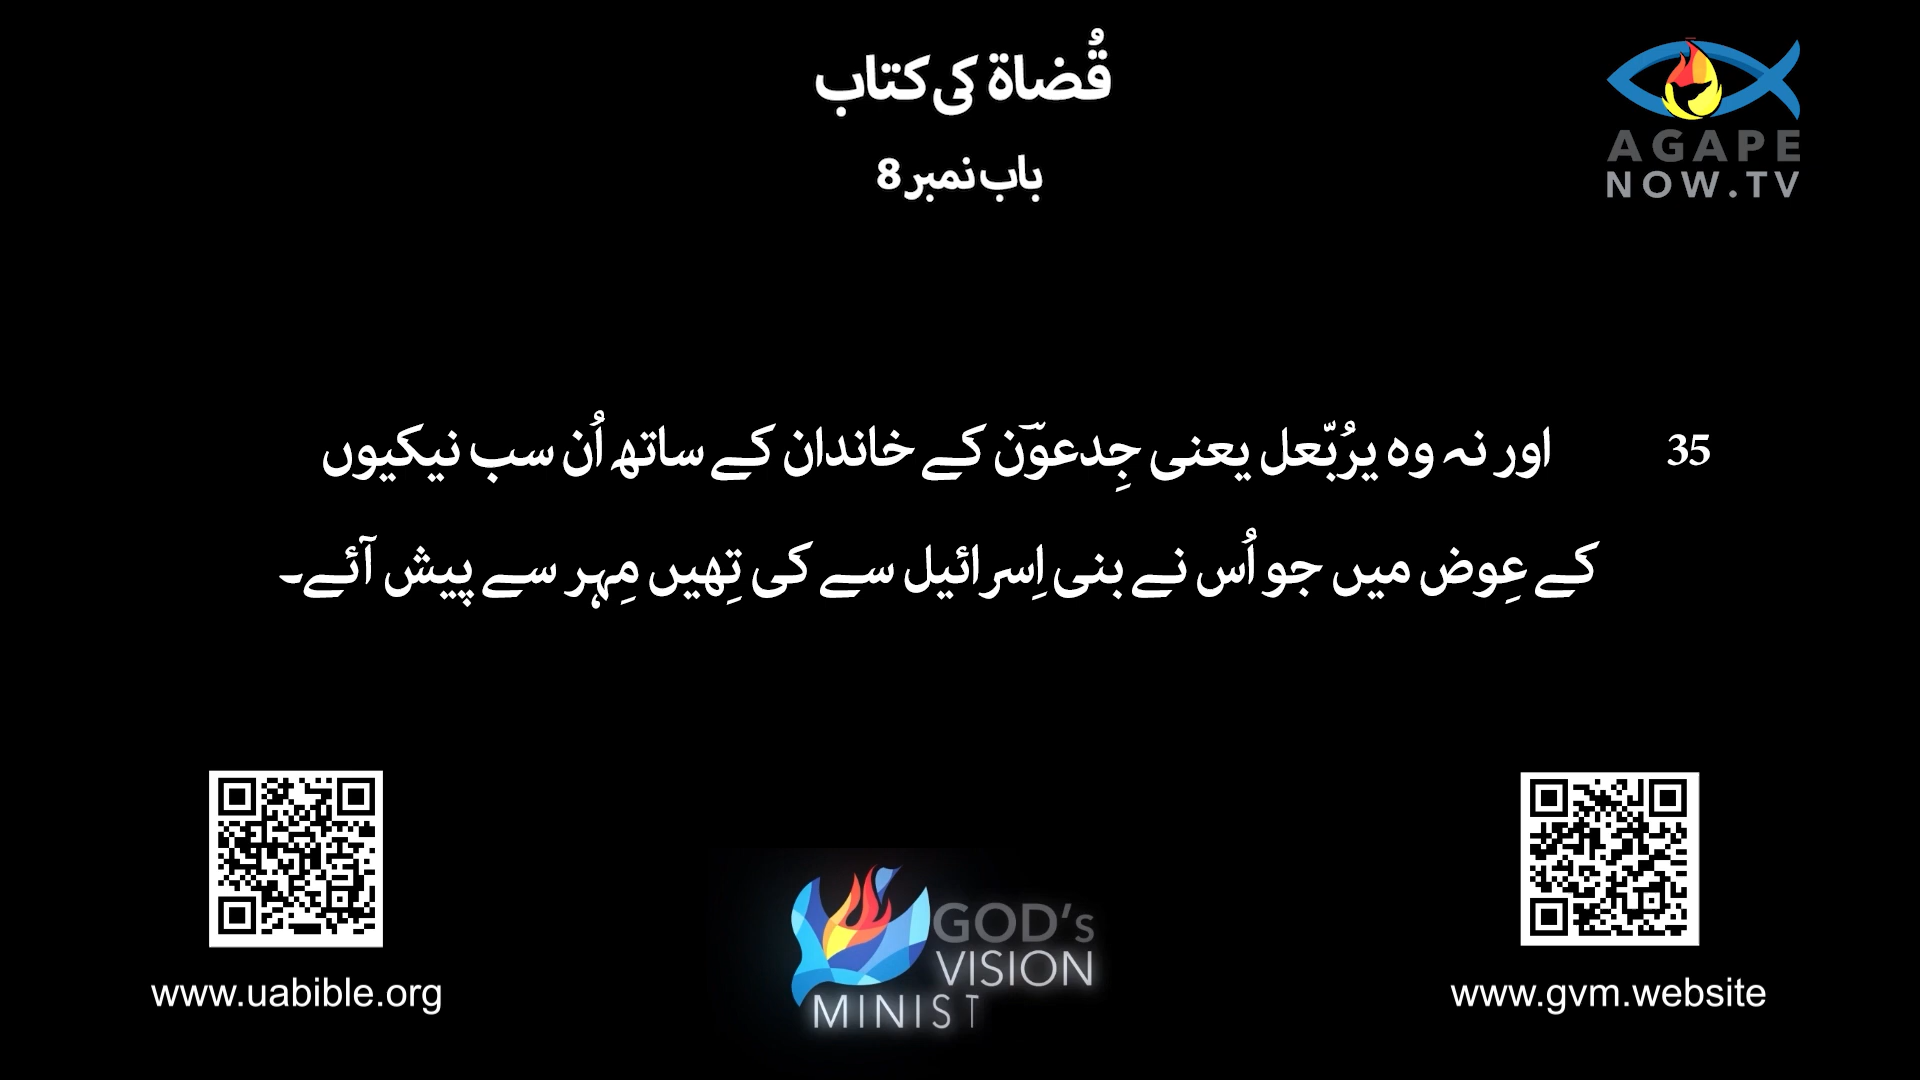 قُضاۃ کی کتاب
باب نمبر 8
AGAPE
NOW.TV
35 اور نہ وہ یرُبّعل یعنی جِدعوؔن کے خاندان کے ساتھ اُن سب نیکیوں
کے عِوض میں جو اُس نے بنی اِسرائیل سے کی تِھیں مِہر سے پیش آئے۔
GOD's
VISION
MINIST
www.uabible.org
www.gvm.website